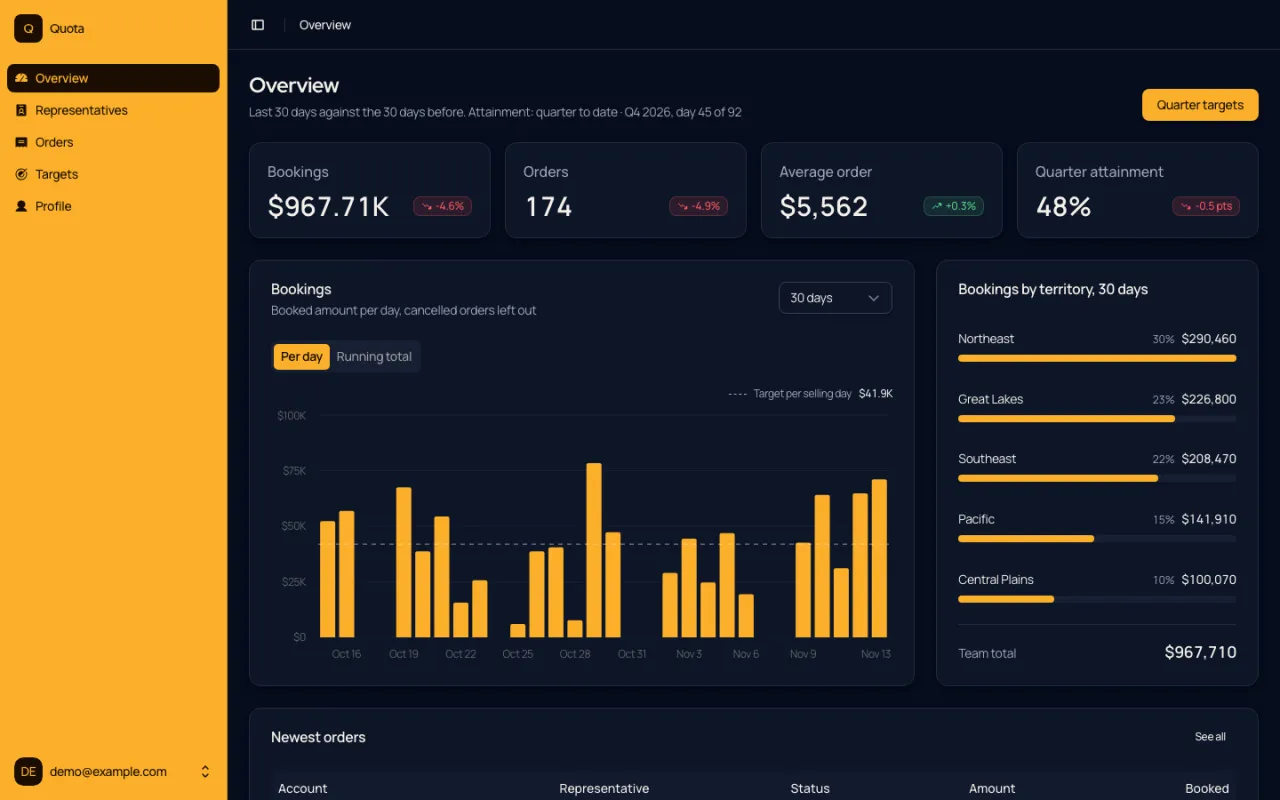 Q Quota
Overview
Representatives
Orders
Targets
Profile
DE demo@example.com
Overview
Overview
Last 30 days against the 30 days before. Attainment: quarter to date · Q4 2026, day 45 of 92
Quarter targets
Bookings
$967.71K -4.6%
Orders
174 -4.9%
Average order
$5,562 +0.3%
Quarter attainment
48% -0.5 pts
Bookings
Booked amount per day, cancelled orders left out
30 days
Per day Running total
Target per selling day $41.9K
$100K
$75K
$50K
$25K
$0
Oct 16 Oct 19 Oct 22 Oct 25 Oct 28 Oct 31 Nov 3 Nov 6 Nov 9 Nov 13
Bookings by territory, 30 days
Northeast 30% $290,460
Great Lakes 23% $226,800
Southeast 22% $208,470
Pacific 15% $141,910
Central Plains 10% $100,070
Team total $967,710
Newest orders
See all
Account Representative Status Amount Booked